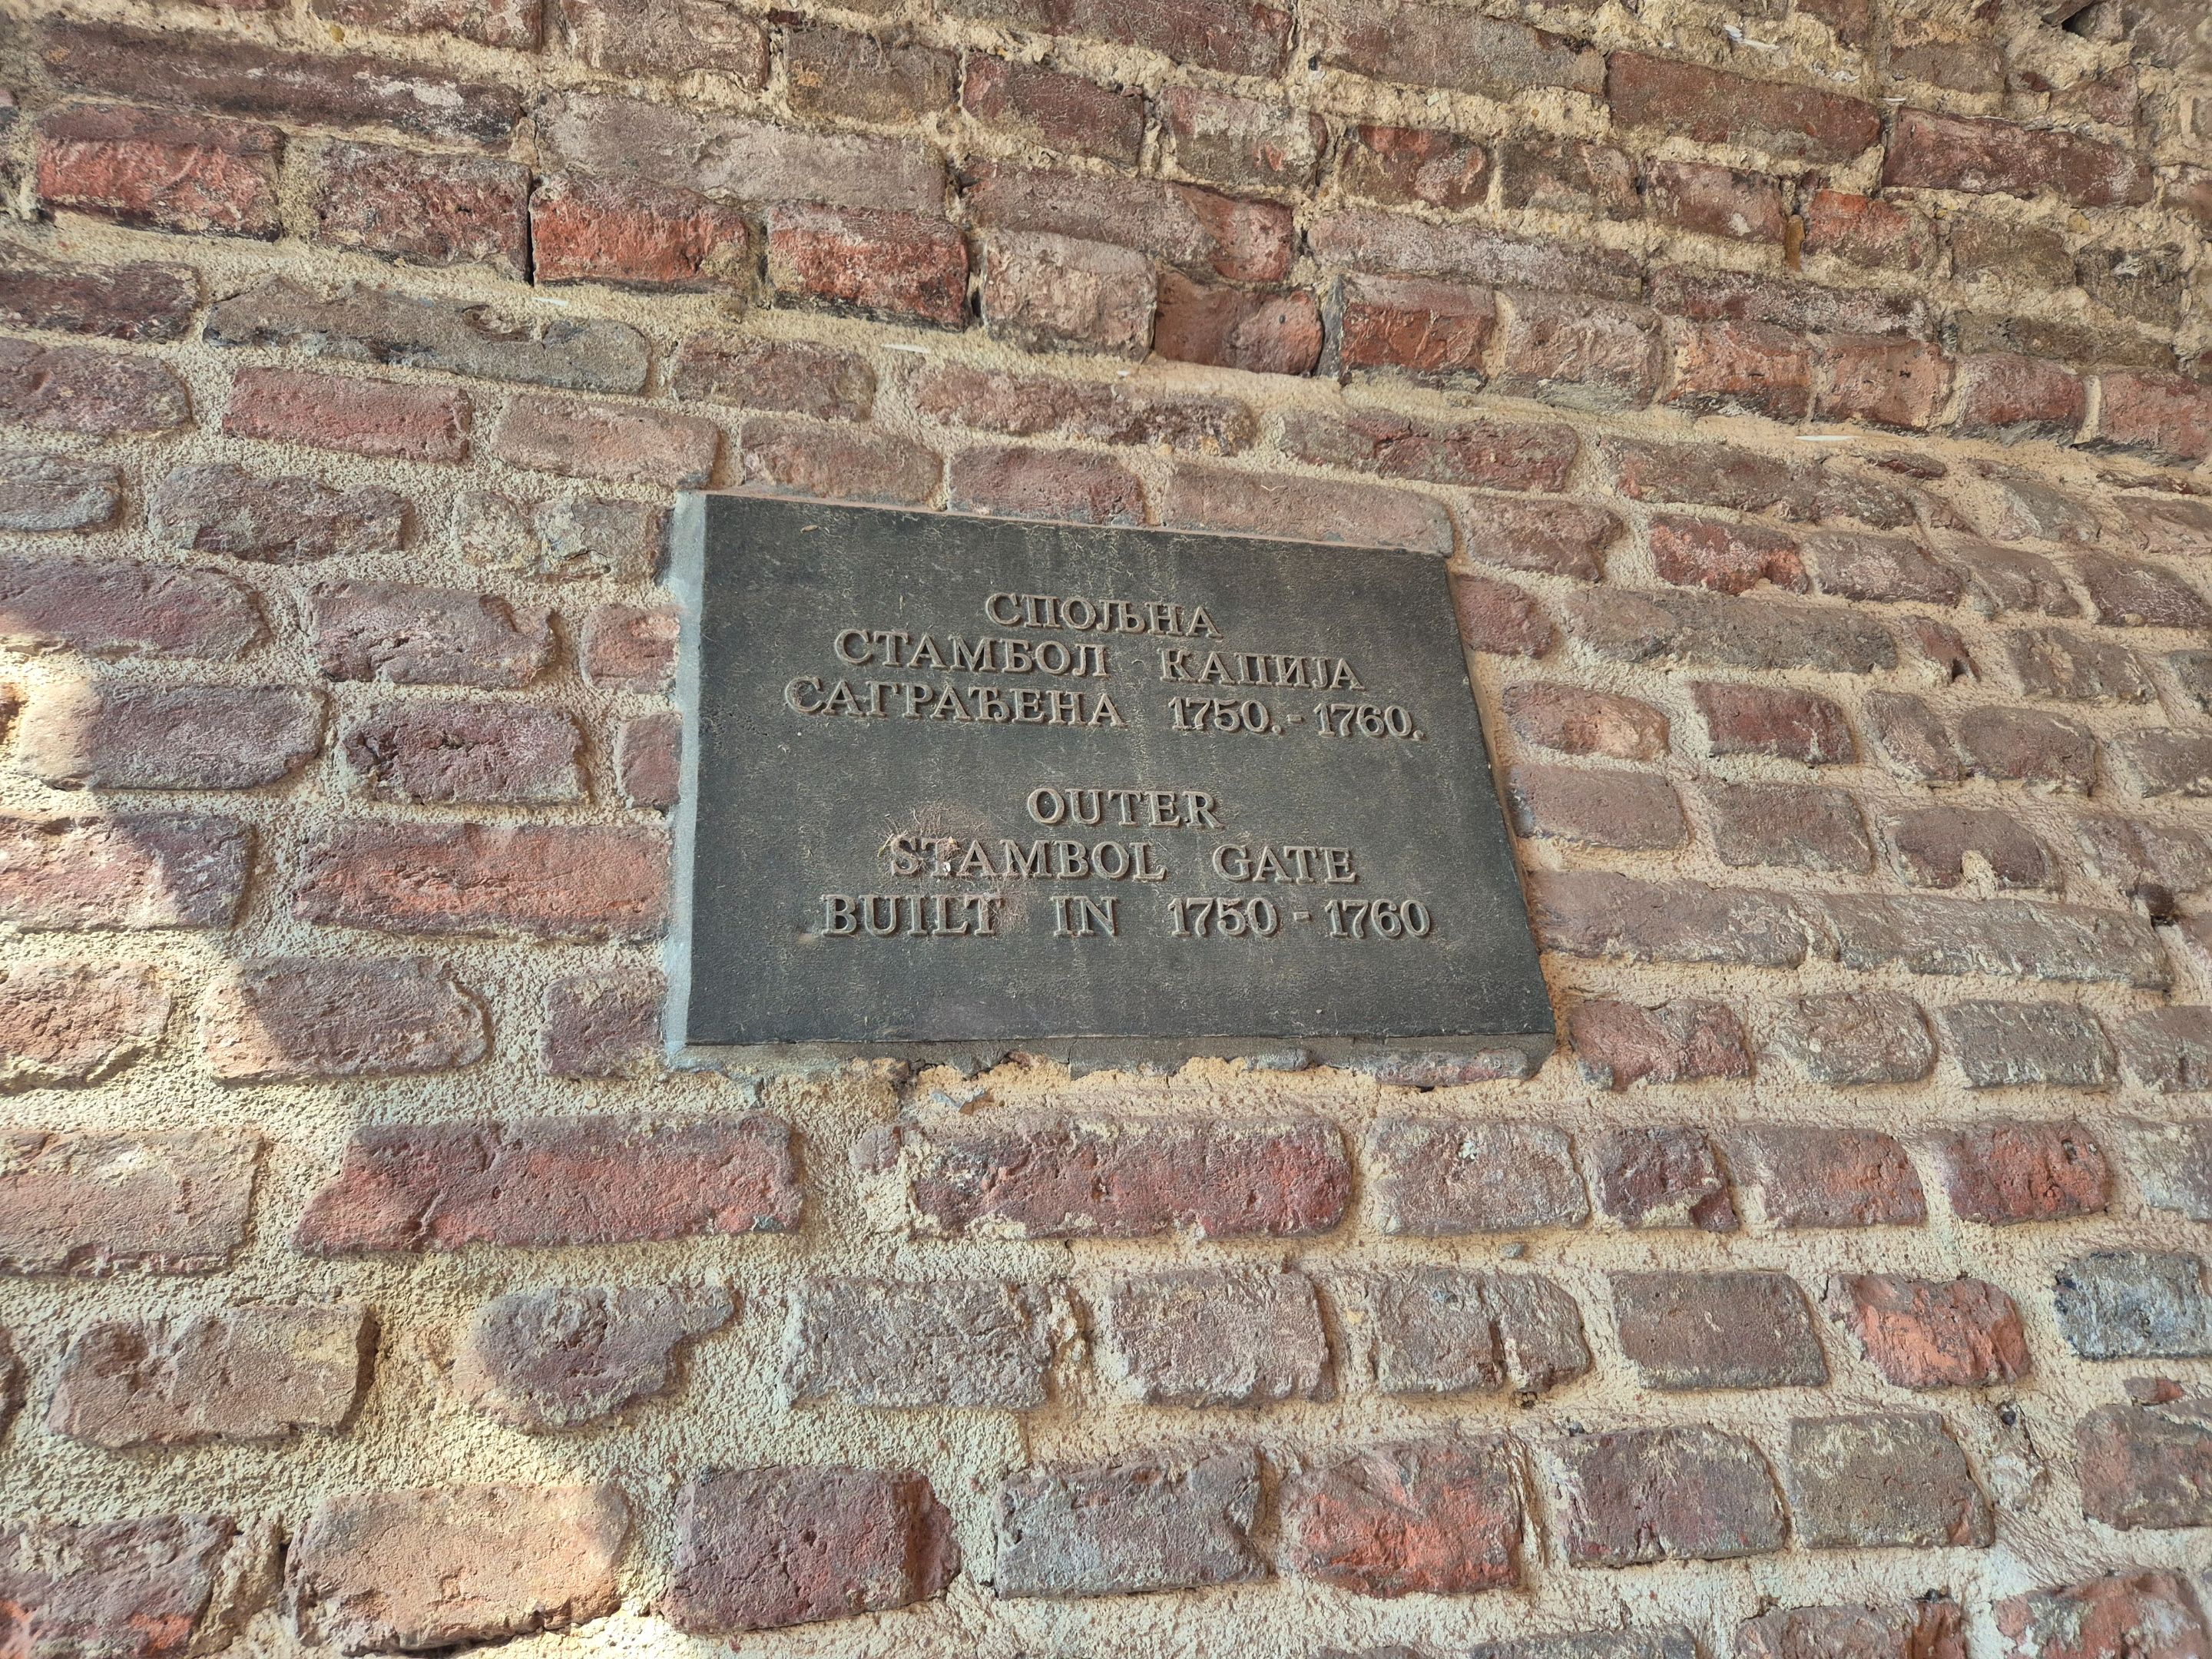 СПОЉНА
СТАМБОЛ КАПИЈА
САГРАЂЕНА 1750.-1760.
OUTER
STAMBOL GATE
BUILT IN 1750-1760